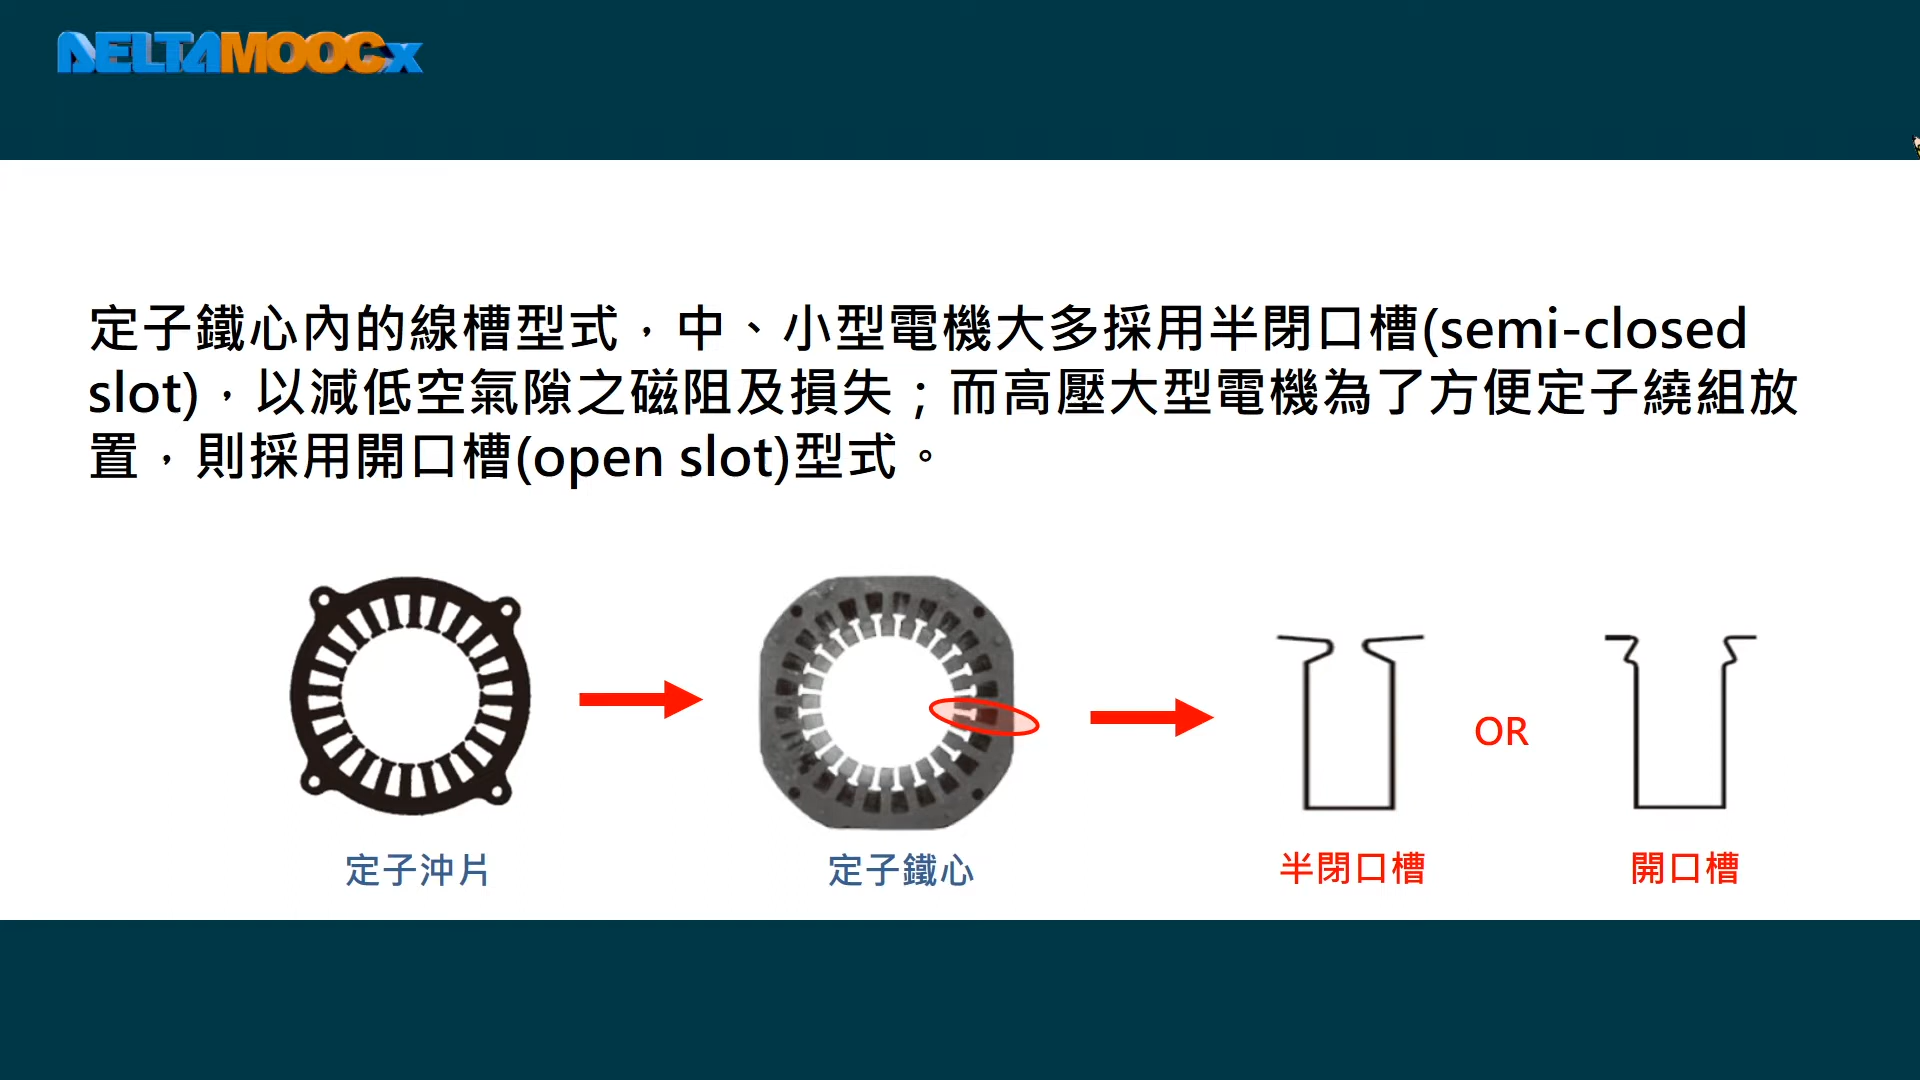 DELTAMOOCx
定子鐵心內的線槽型式，中、小型電機大多採用半閉口槽(semi-closed
slot)，以減低空氣隙之磁阻及損失；而高壓大型電機為了方便定子繞組放
置，則採用開口槽(open slot)型式。
OR
定子沖片
定子鐵心
半閉口槽
開口槽